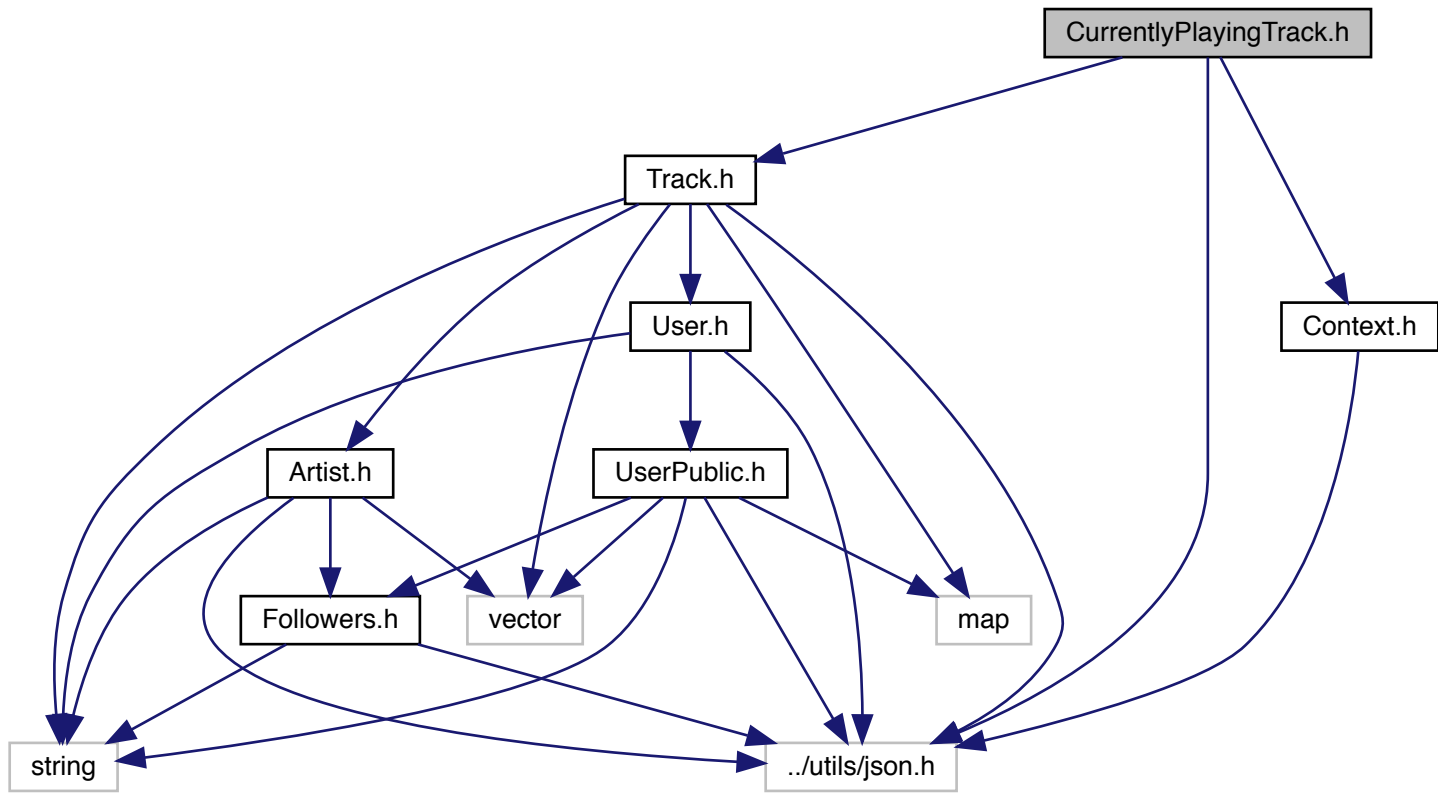 CurrentlyPlayingTrack.h
Track.h
User.h
Context.h
Artist.h
UserPublic.h
Followers.h
vector
map
string
../utils/json.h